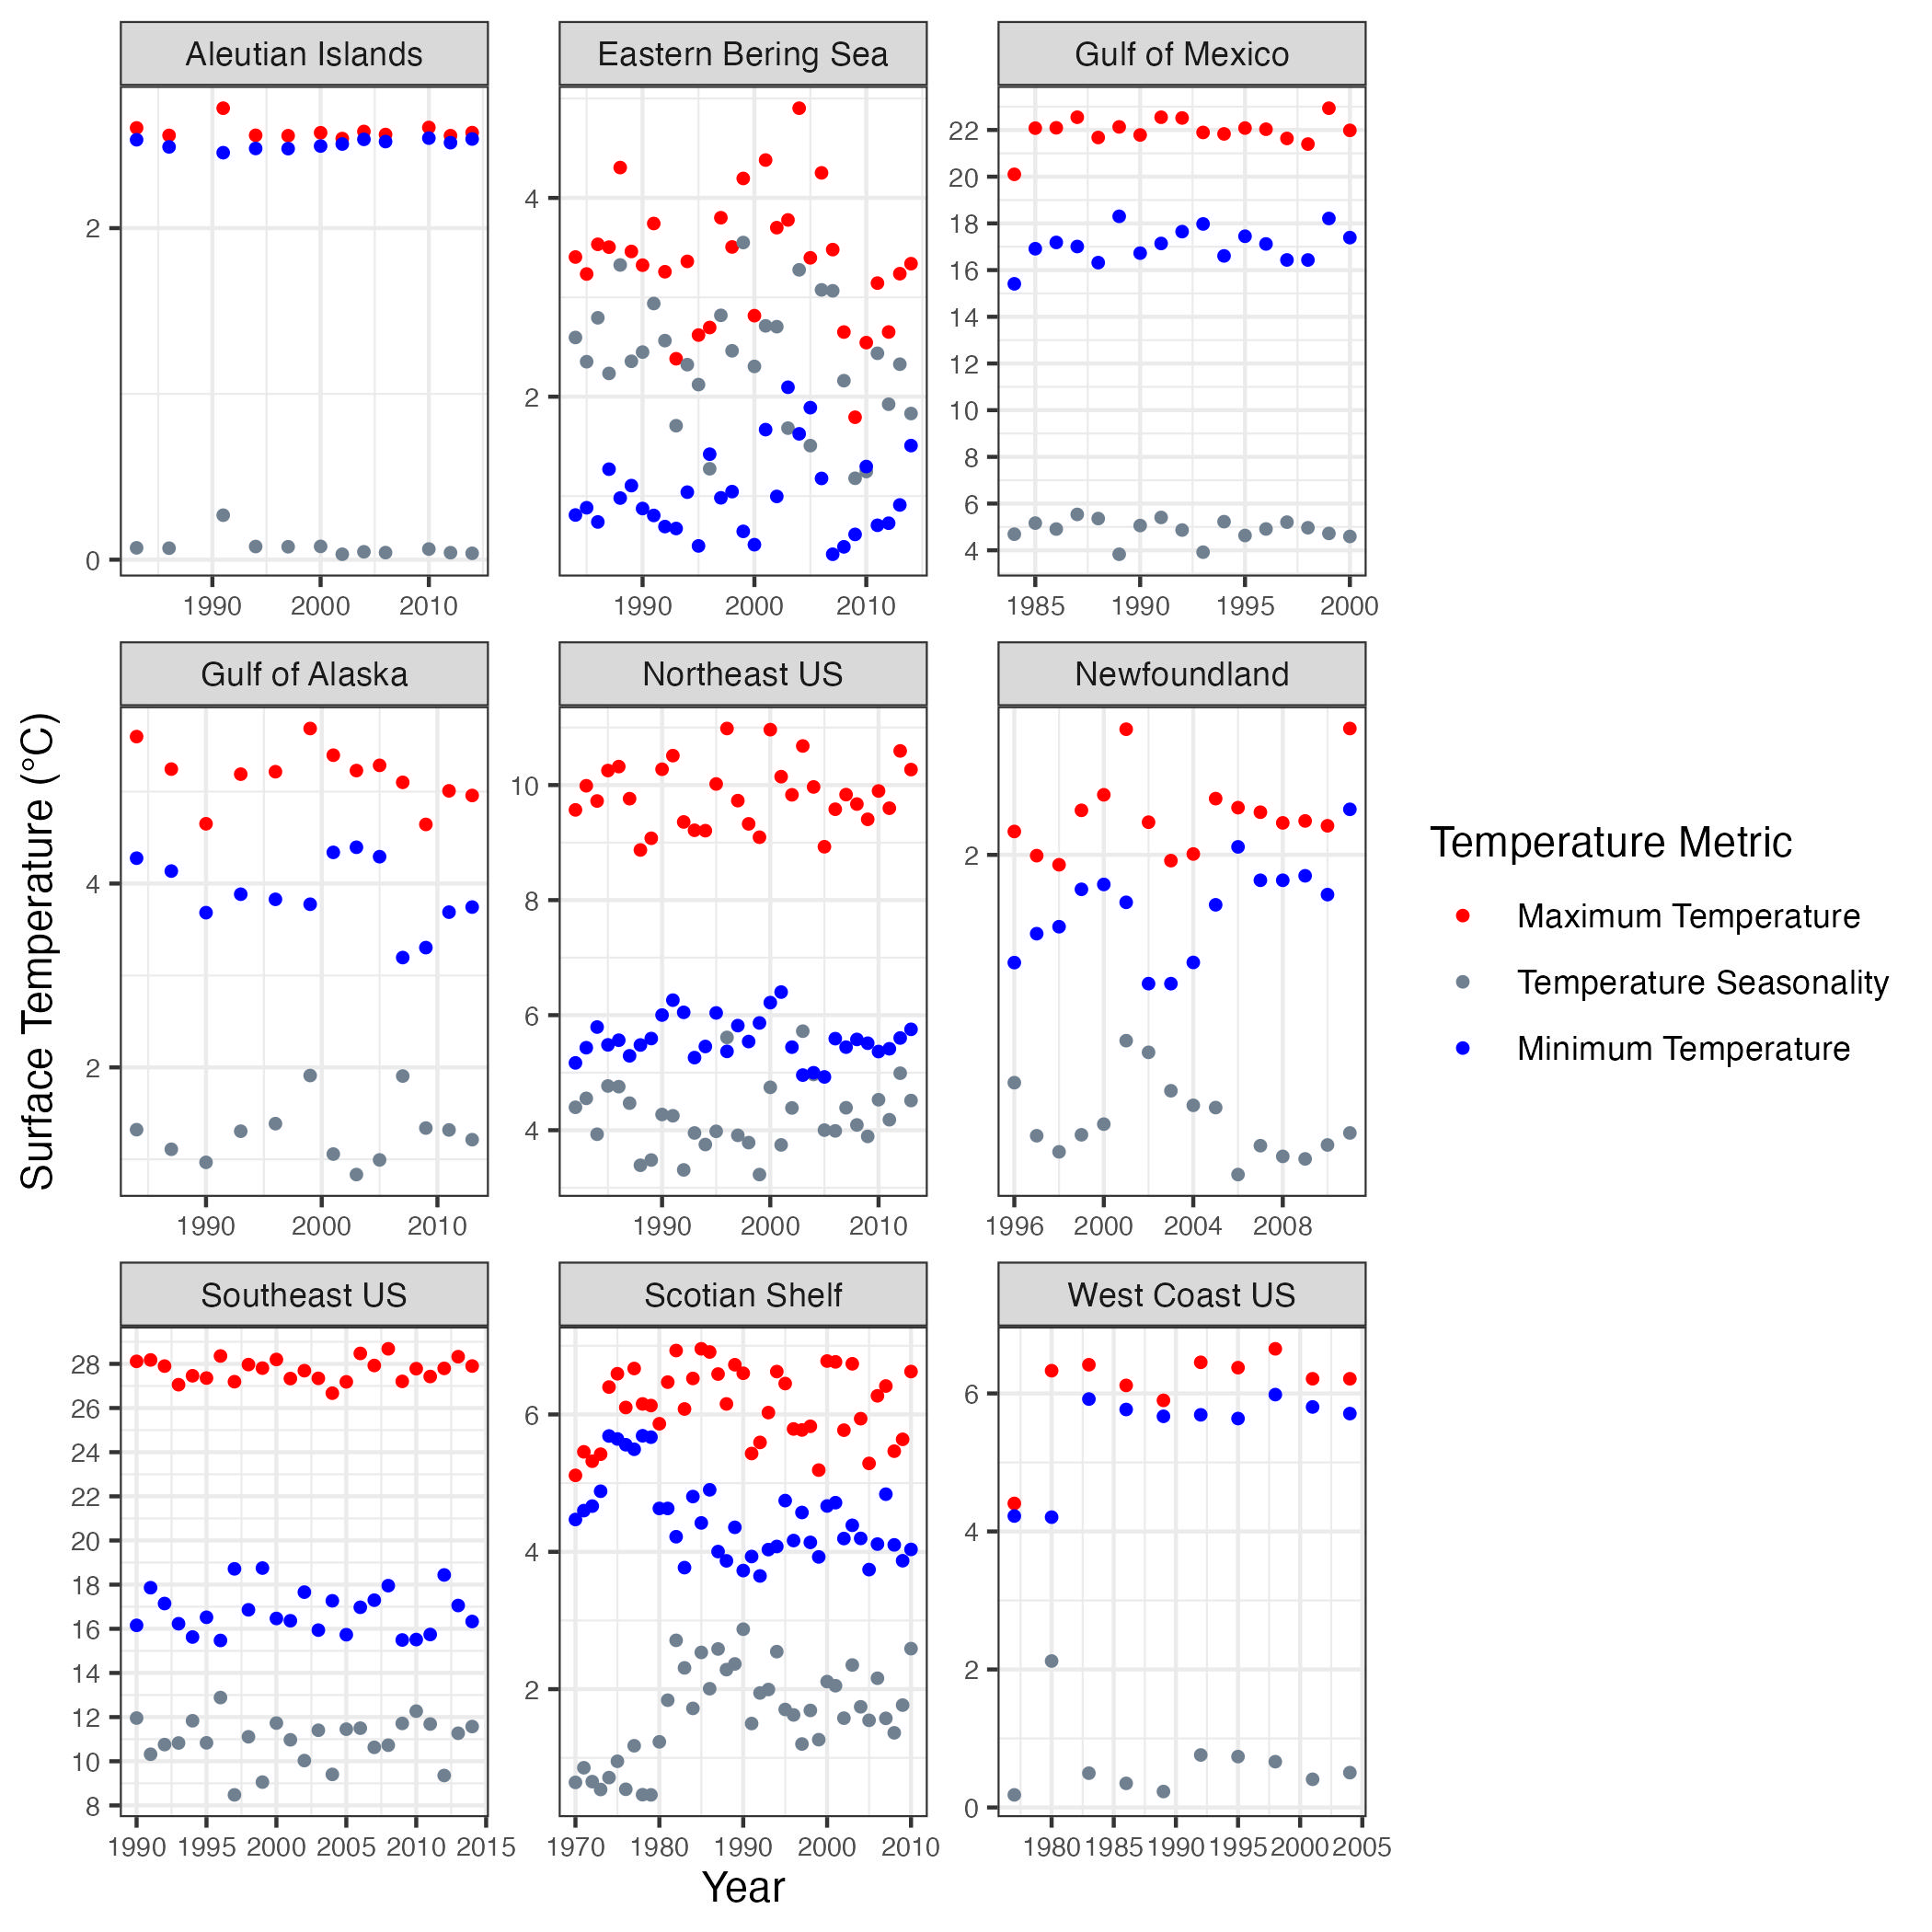 Aleutian Islands
Eastern Bering Sea
Gulf of Mexico
2
0
1990 2000 2010
4
2
1990 2000 2010
22
20
18
16
14
12
10
8
6
4
1985 1990 1995 2000
Gulf of Alaska
Northeast US
Newfoundland
4
2
1990 2000 2010
10
8
6
4
1990 2000 2010
2
1996 2000 2004 2008
Southeast US
Scotian Shelf
West Coast US
28
26
24
22
20
18
16
14
12
10
8
1990 1995 2000 2005 2010 2015
6
4
2
1970 1980 1990 2000 2010
6
4
2
0
1980 1985 1990 1995 2000 2005
Surface Temperature (°C)
Year
Temperature Metric
Maximum Temperature
Temperature Seasonality
Minimum Temperature